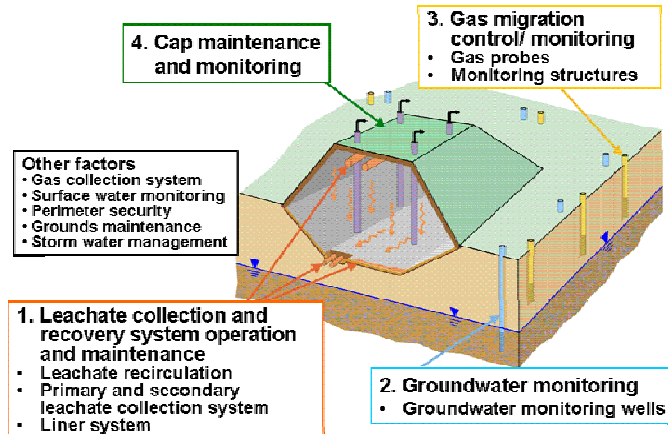 3. Gas migration
control/ monitoring
• Gas probes
• Monitoring structures
4. Cap maintenance
and monitoring
Other factors
• Gas collection system
• Surface water monitoring
• Perimeter security
• Grounds maintenance
• Storm water management
1. Leachate collection and
recovery system operation
and maintenance
• Leachate recirculation
• Primary and secondary
leachate collection system
• Liner system
2. Groundwater monitoring
• Groundwater monitoring wells